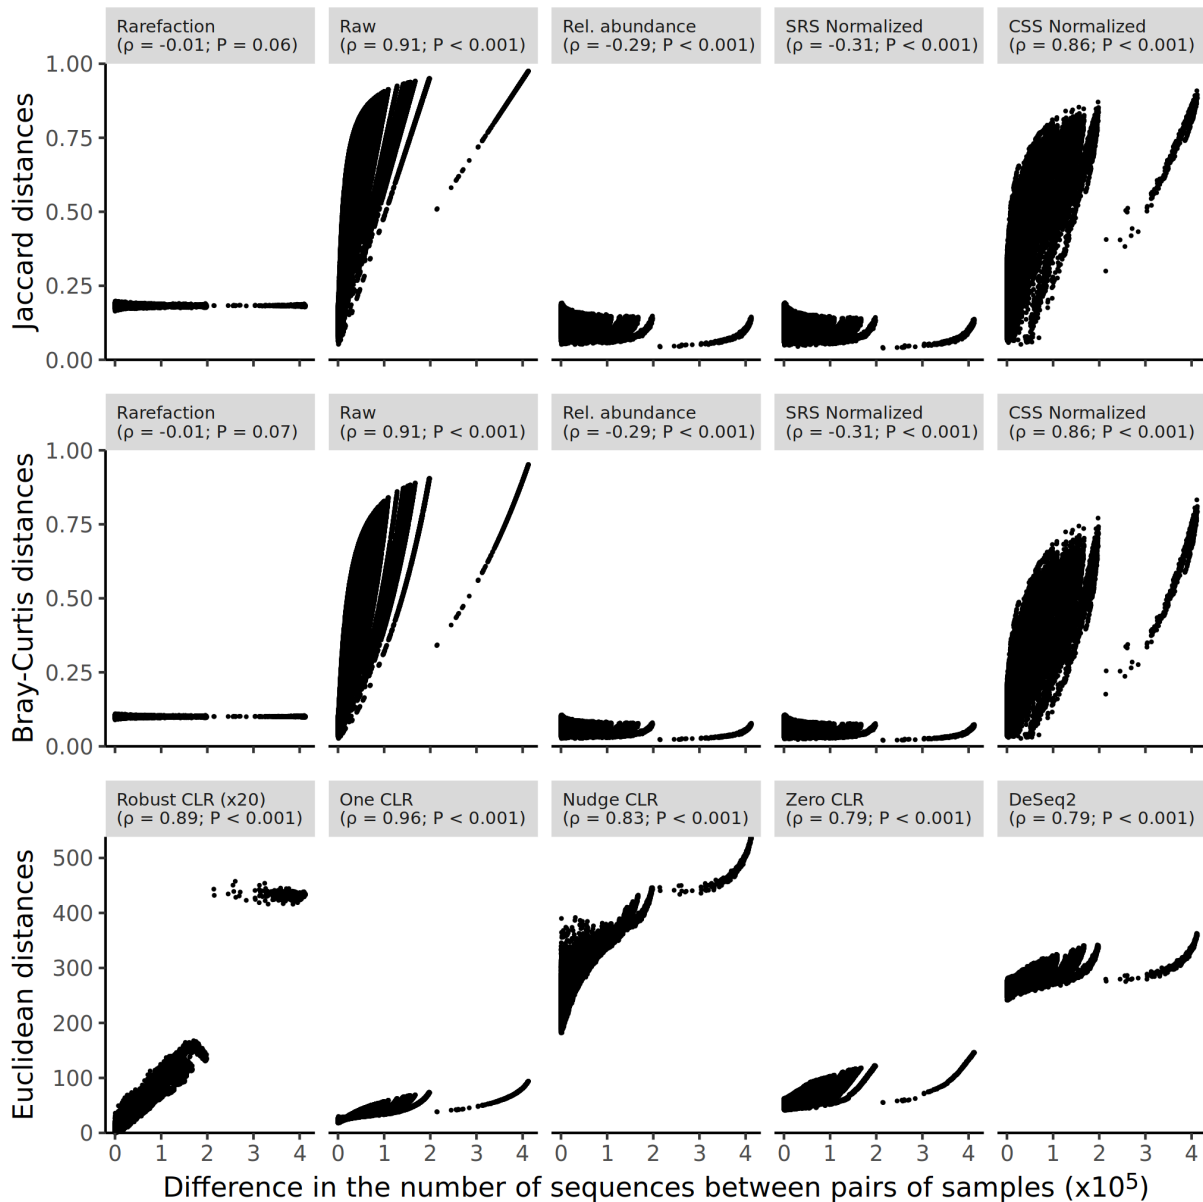 Rarefaction
(ρ = -0.01; P = 0.06)
Raw
(ρ = 0.91; P < 0.001)
Rel. abundance
(ρ = -0.29; P < 0.001)
SRS Normalized
(ρ = -0.31; P < 0.001)
CSS Normalized
(ρ = 0.86; P < 0.001)
Jaccard distances
1.00
0.75
0.50
0.25
0.00
Rarefaction
(ρ = -0.01; P = 0.07)
Raw
(ρ = 0.91; P < 0.001)
Rel. abundance
(ρ = -0.29; P < 0.001)
SRS Normalized
(ρ = -0.31; P < 0.001)
CSS Normalized
(ρ = 0.86; P < 0.001)
Bray-Curtis distances
1.00
0.75
0.50
0.25
0.00
Robust CLR (x20)
(ρ = 0.89; P < 0.001)
One CLR
(ρ = 0.96; P < 0.001)
Nudge CLR
(ρ = 0.83; P < 0.001)
Zero CLR
(ρ = 0.79; P < 0.001)
DeSeq2
(ρ = 0.79; P < 0.001)
Euclidean distances
500
400
300
200
100
0
0 1 2 3 4
0 1 2 3 4
0 1 2 3 4
0 1 2 3 4
0 1 2 3 4
Difference in the number of sequences between pairs of samples (x10⁵)